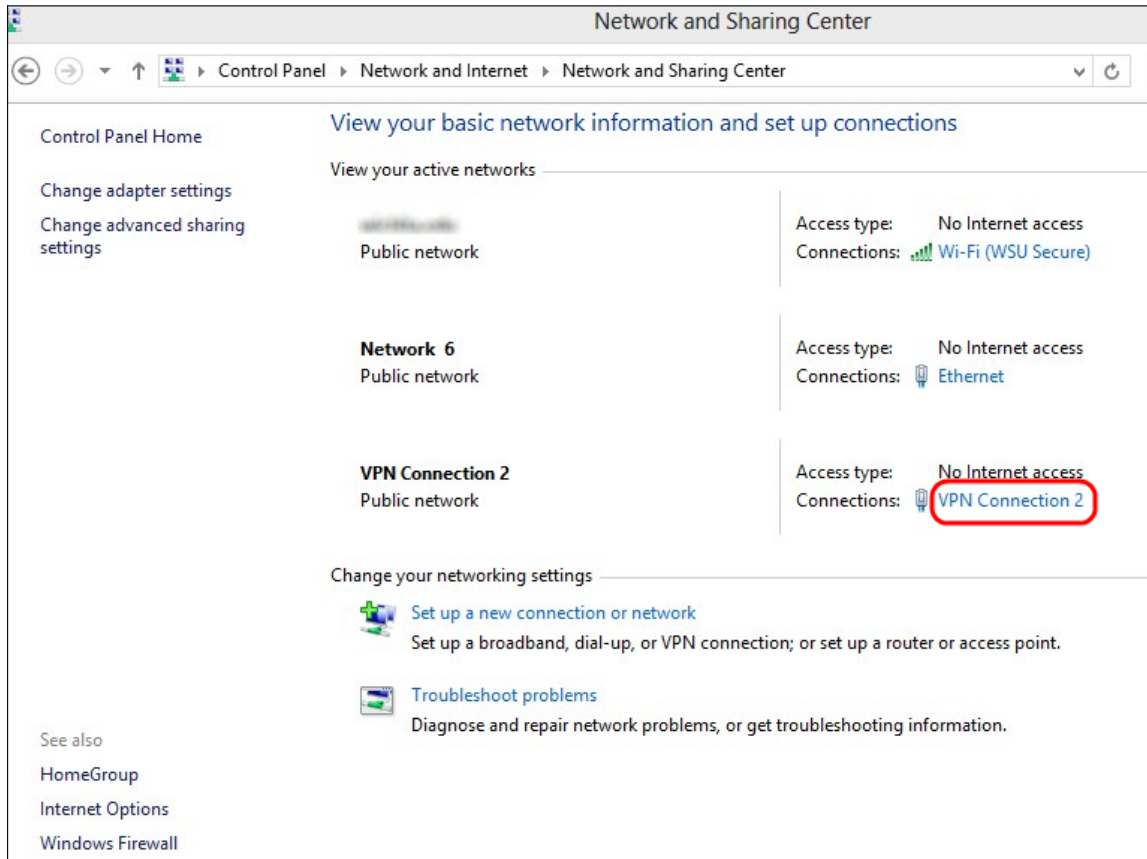 Network and Sharing Center
Control Panel Network and Internet Network and Sharing Center
Control Panel Home
Change adapter settings
Change advanced sharing
settings
View your basic network information and set up connections
View your active networks
Public network
Access type: No Internet access
Connections: Wi-Fi (WSU Secure)
Network 6
Public network
Access type: No Internet access
Connections: Ethernet
VPN Connection 2
Public network
Access type: No Internet access
Connections: VPN Connection 2
Change your networking settings
Set up a new connection or network
Set up a broadband, dial-up, or VPN connection; or set up a router or access point.
Troubleshoot problems
Diagnose and repair network problems, or get troubleshooting information.
See also
HomeGroup
Internet Options
Windows Firewall